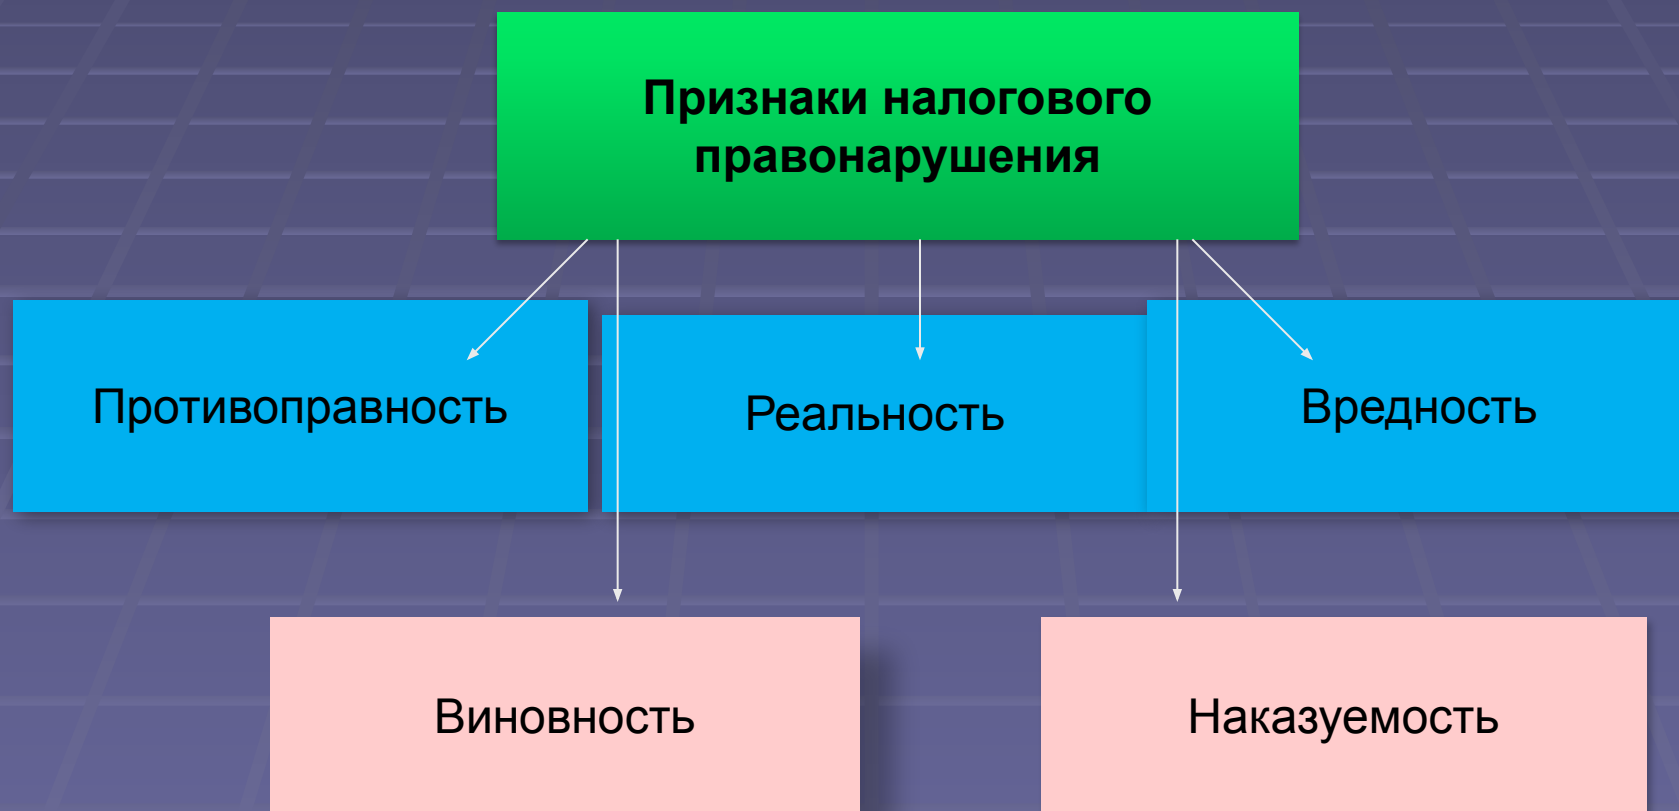 Признаки налогового
правонарушения
Противоправность
Реальность
Вредность
Виновность
Наказуемость